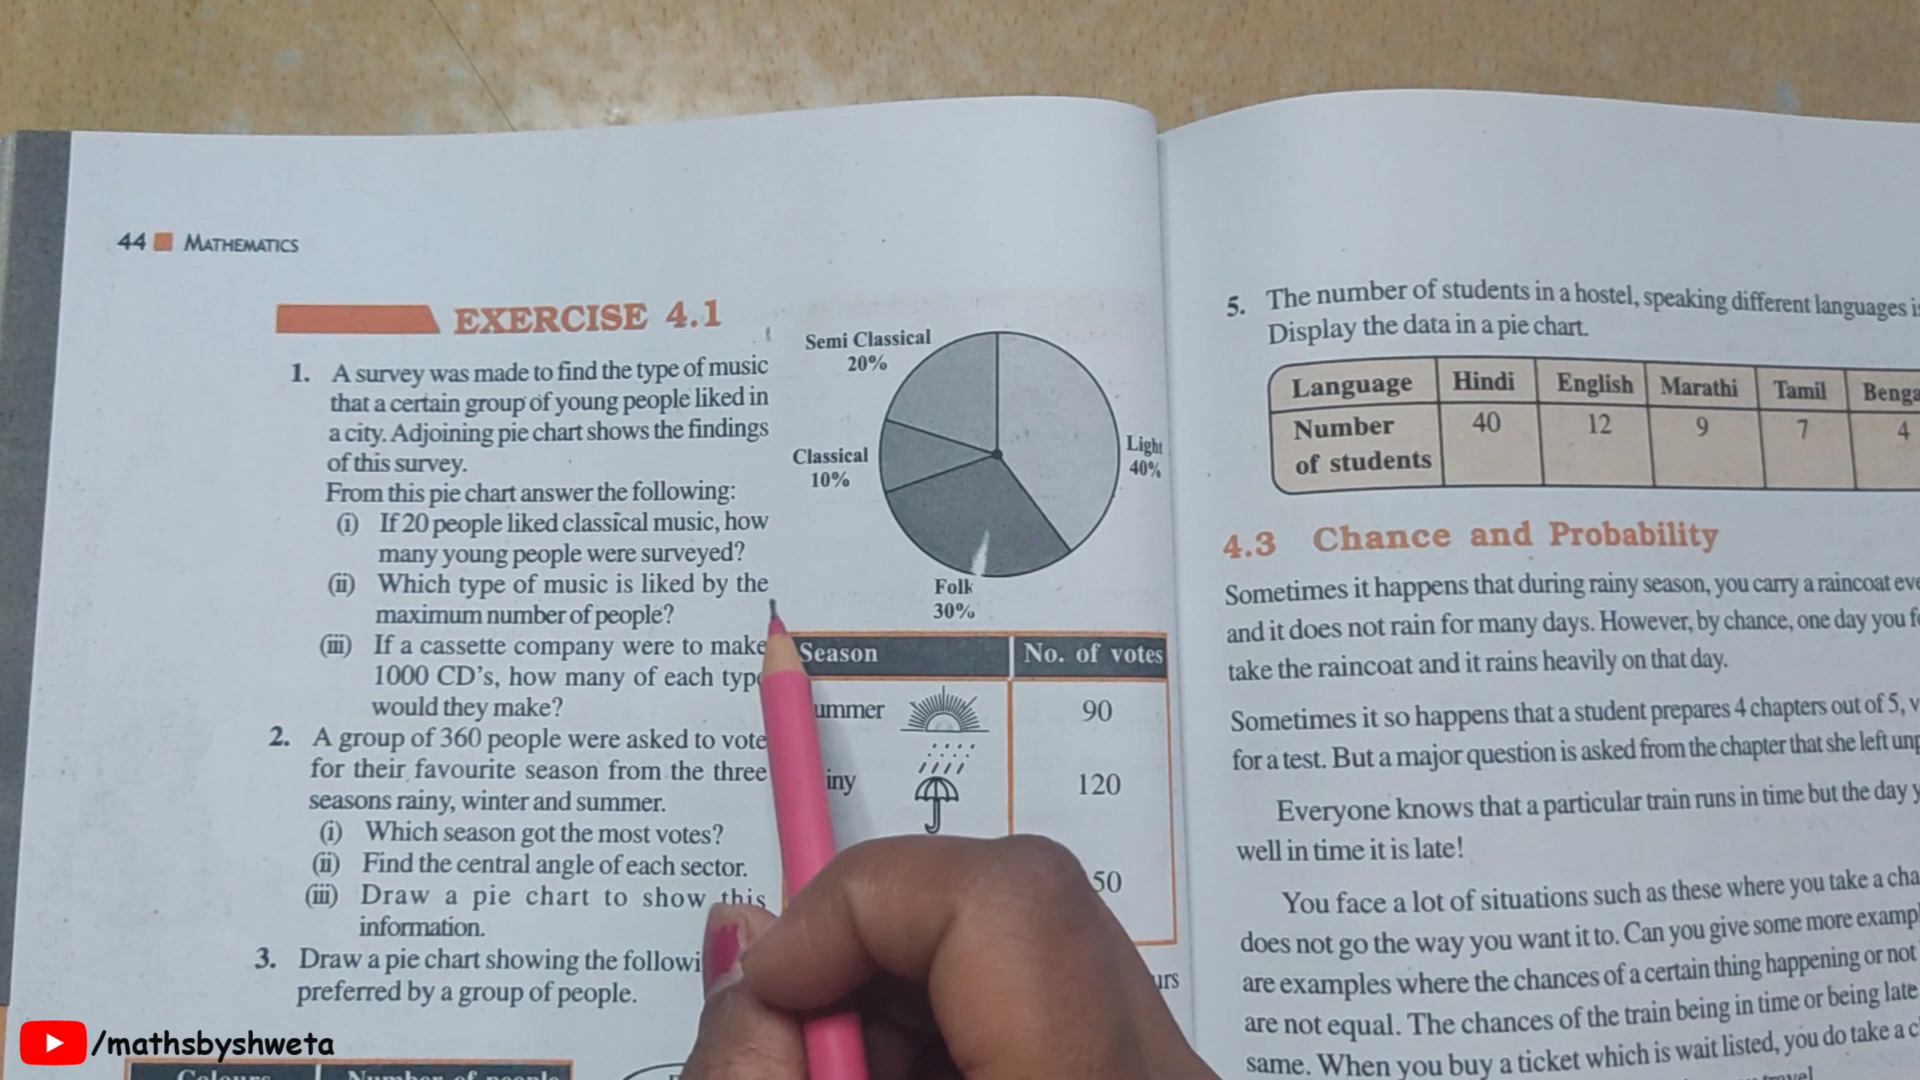 44 MATHEMATICS
EXERCISE 4.1
1. A survey was made to find the type of music
that a certain group of young people liked in
a city. Adjoining pie chart shows the findings
of this survey.
From this pie chart answer the following:
(i) If 20 people liked classical music, how
many young people were surveyed?
(ii) Which type of music is liked by the
maximum number of people?
(iii) If a cassette company were to make
1000 CD's, how many of each type
would they make?
2. A group of 360 people were asked to vote
for their favourite season from the three
seasons rainy, winter and summer.
(i) Which season got the most votes?
(ii) Find the central angle of each sector.
(iii) Draw a pie chart to show this
information.
3. Draw a pie chart showing the followi
preferred by a group of people.
Colours Number of people
Semi Classical
20%
Classical
10%
Light
40%
Folk
30%
Season No. of votes
ummer 90
iny 120
50
urs
5. The number of students in a hostel, speaking different languages is
Display the data in a pie chart.
Language Hindi English Marathi Tamil Benga
Number 40 12 9 7 4
of students
4.3 Chance and Probability
Sometimes it happens that during rainy season, you carry a raincoat eve
and it does not rain for many days. However, by chance, one day you fo
take the raincoat and it rains heavily on that day.
Sometimes it so happens that a student prepares 4 chapters out of 5, v
for a test. But a major question is asked from the chapter that she left unp
Everyone knows that a particular train runs in time but the day y
well in time it is late!
You face a lot of situations such as these where you take a cha
does not go the way you want it to. Can you give some more exampl
are examples where the chances of a certain thing happening or not
are not equal. The chances of the train being in time or being late
same. When you buy a ticket which is wait listed, you do take a c
travel
/mathsbyshweta